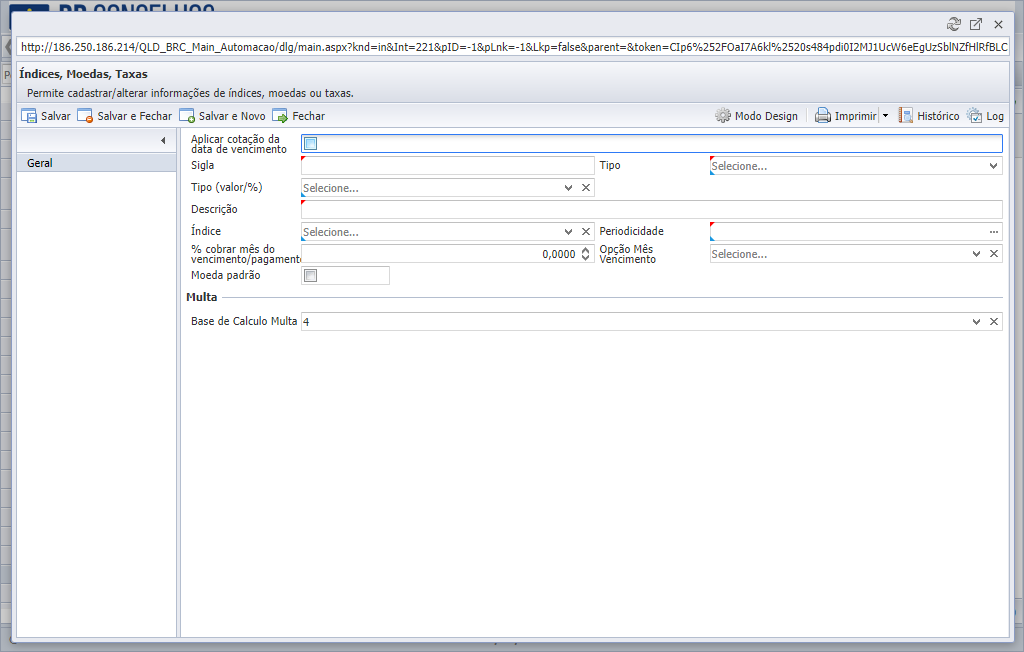 http://186.250.186.214/QLD_BRC_Main_Automacao/dlg/main.aspx?knd=in&Int=221&pID=-1&pLnk=-1&Lkp=false&parent=&token=CIp6%252FOaI7A6kl%2520s484pdi0I2MJ1UcW6eEgUzSblNZfHlRfBLC
Índices, Moedas, Taxas
Permite cadastrar/alterar informações de índices, moedas ou taxas.
Salvar Salvar e Fechar Salvar e Novo Fechar Modo Design Imprimir Histórico Log
Geral
Aplicar cotação da
data de vencimento
Sigla Tipo Selecione...
Tipo (valor/%) Selecione...
Descrição
Índice Selecione... Periodicidade ...
% cobrar mês do
vencimento/pagamento 0,0000 Opção Mês
Vencimento Selecione...
Moeda padrão
Multa
Base de Calculo Multa 4